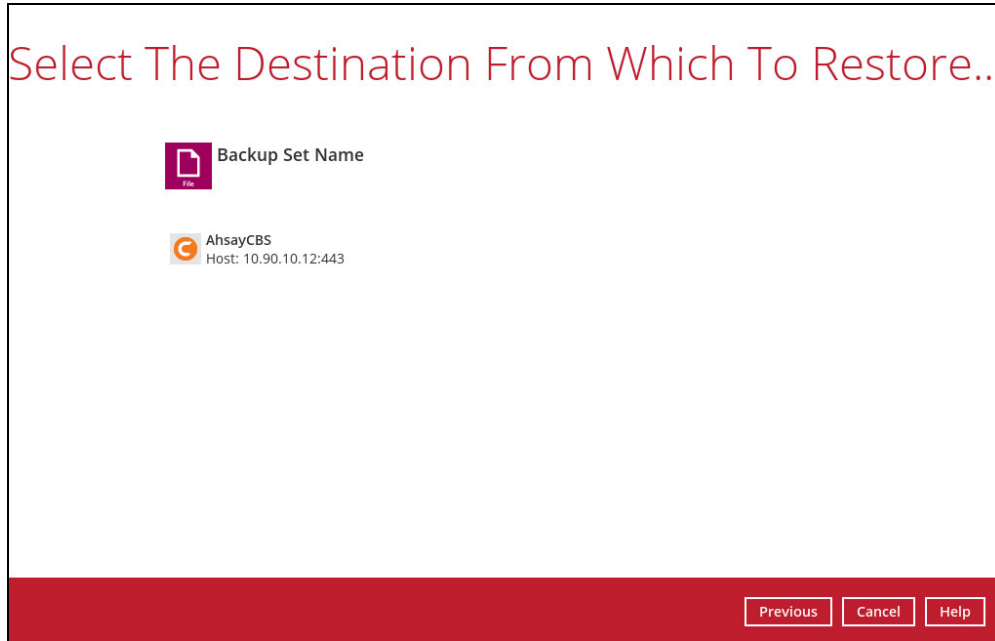 Select The Destination From Which To Restore..
Backup Set Name
File
AhsayCBS
Host: 10.90.10.12:443
Previous Cancel Help